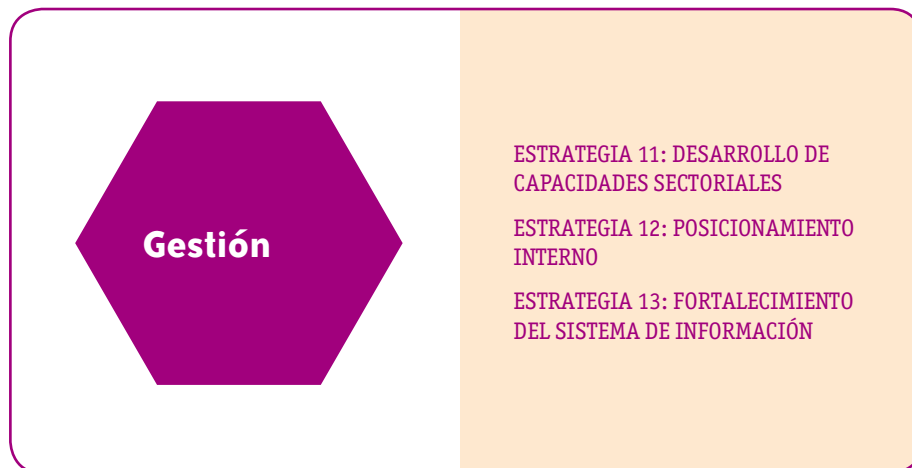 Gestión
ESTRATEGIA 11: DESARROLLO DE
CAPACIDADES SECTORIALES
ESTRATEGIA 12: POSICIONAMIENTO
INTERNO
ESTRATEGIA 13: FORTALECIMIENTO
DEL SISTEMA DE INFORMACIÓN